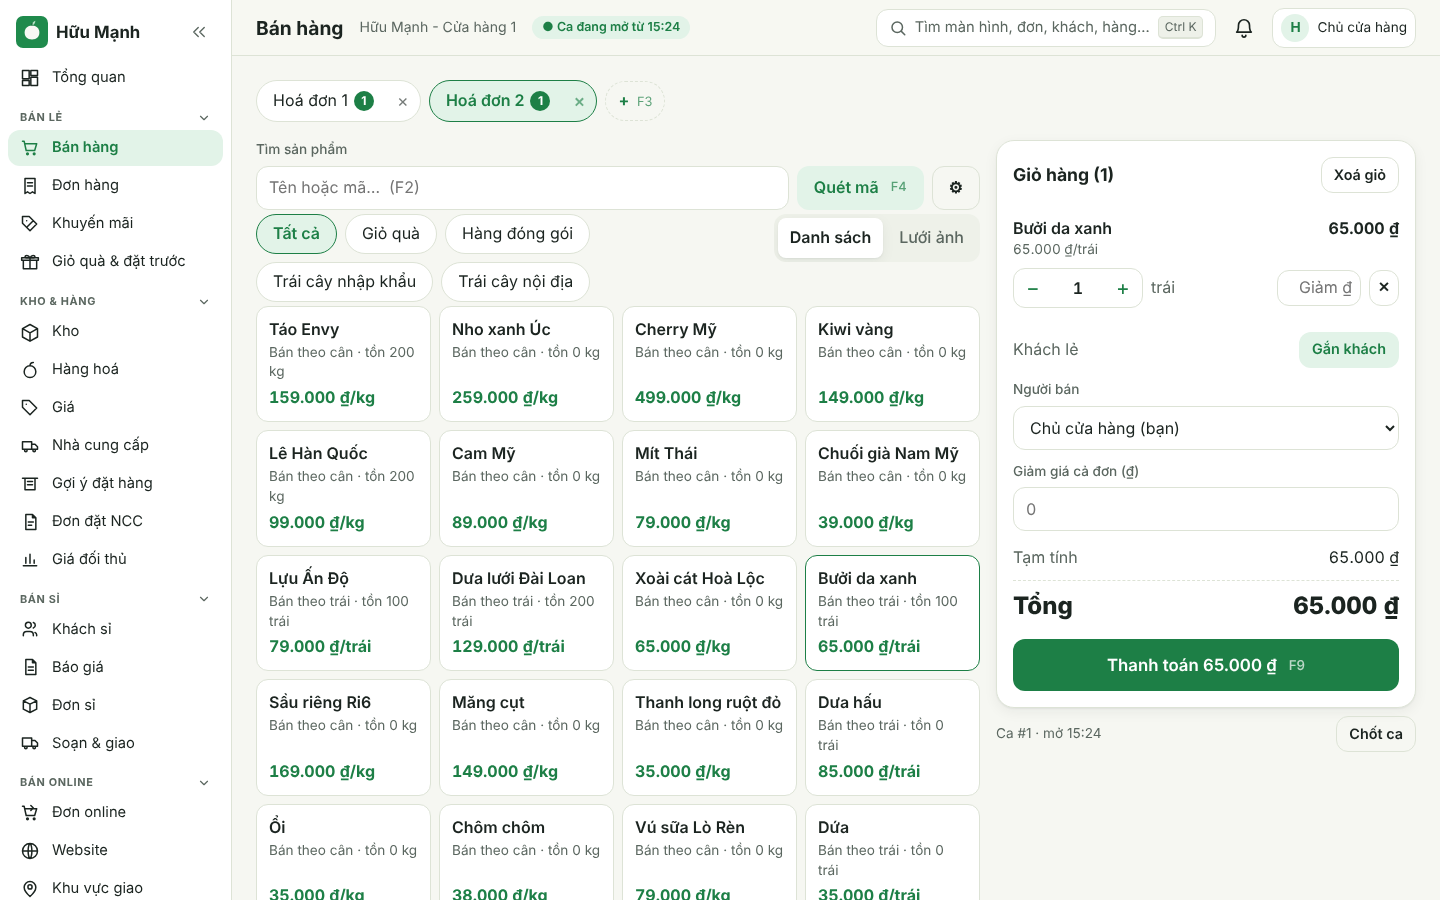 Hữu Mạnh
Tổng quan
BÁN LẺ
Bán hàng
Đơn hàng
Khuyến mãi
Giỏ quà & đặt trước
KHO & HÀNG
Kho
Hàng hoá
Giá
Nhà cung cấp
Gợi ý đặt hàng
Đơn đặt NCC
Giá đối thủ
BÁN SỈ
Khách sỉ
Báo giá
Đơn sỉ
Soạn & giao
BÁN ONLINE
Đơn online
Website
Khu vực giao
Bán hàng
Hữu Mạnh - Cửa hàng 1
Ca đang mở từ 15:24
Tìm màn hình, đơn, khách, hàng...
Ctrl K
H
Chủ cửa hàng
Hoá đơn 1 1 ×
Hoá đơn 2 1 ×
+ F3
Tìm sản phẩm
Tên hoặc mã... (F2)
Quét mã F4
Tất cả
Giỏ quà
Hàng đóng gói
Trái cây nhập khẩu
Trái cây nội địa
Danh sách
Lưới ảnh
Táo Envy
Bán theo cân · tồn 200
kg
159.000 ₫/kg
Nho xanh Úc
Bán theo cân · tồn 0 kg
259.000 ₫/kg
Cherry Mỹ
Bán theo cân · tồn 0 kg
499.000 ₫/kg
Kiwi vàng
Bán theo cân · tồn 0 kg
149.000 ₫/kg
Lê Hàn Quốc
Bán theo cân · tồn 200
kg
99.000 ₫/kg
Cam Mỹ
Bán theo cân · tồn 0 kg
89.000 ₫/kg
Mít Thái
Bán theo cân · tồn 0 kg
79.000 ₫/kg
Chuối già Nam Mỹ
Bán theo cân · tồn 0 kg
39.000 ₫/kg
Lựu Ấn Độ
Bán theo trái · tồn 100
trái
79.000 ₫/trái
Dưa lưới Đài Loan
Bán theo trái · tồn 200
trái
129.000 ₫/trái
Xoài cát Hoà Lộc
Bán theo cân · tồn 0 kg
65.000 ₫/kg
Bưởi da xanh
Bán theo trái · tồn 100
trái
65.000 ₫/trái
Sầu riêng Ri6
Bán theo cân · tồn 0 kg
169.000 ₫/kg
Măng cụt
Bán theo cân · tồn 0 kg
149.000 ₫/kg
Thanh long ruột đỏ
Bán theo cân · tồn 0 kg
35.000 ₫/kg
Dưa hấu
Bán theo trái · tồn 0
trái
85.000 ₫/trái
Ổi
Bán theo cân · tồn 0 kg
35.000 ₫/kg
Chôm chôm
Bán theo cân · tồn 0 kg
38.000 ₫/kg
Vú sữa Lò Rèn
Bán theo cân · tồn 0 kg
79.000 ₫/kg
Dứa
Bán theo trái · tồn 0
trái
35.000 ₫/trái
Giỏ hàng (1)
Xoá giỏ
Bưởi da xanh 65.000 ₫
65.000 ₫/trái
− 1 + trái Giảm ₫ ×
Khách lẻ
Gắn khách
Người bán
Chủ cửa hàng (bạn)
Giảm giá cả đơn (₫)
0
Tạm tính 65.000 ₫
Tổng 65.000 ₫
Thanh toán 65.000 ₫ F9
Ca #1 · mở 15:24
Chốt ca